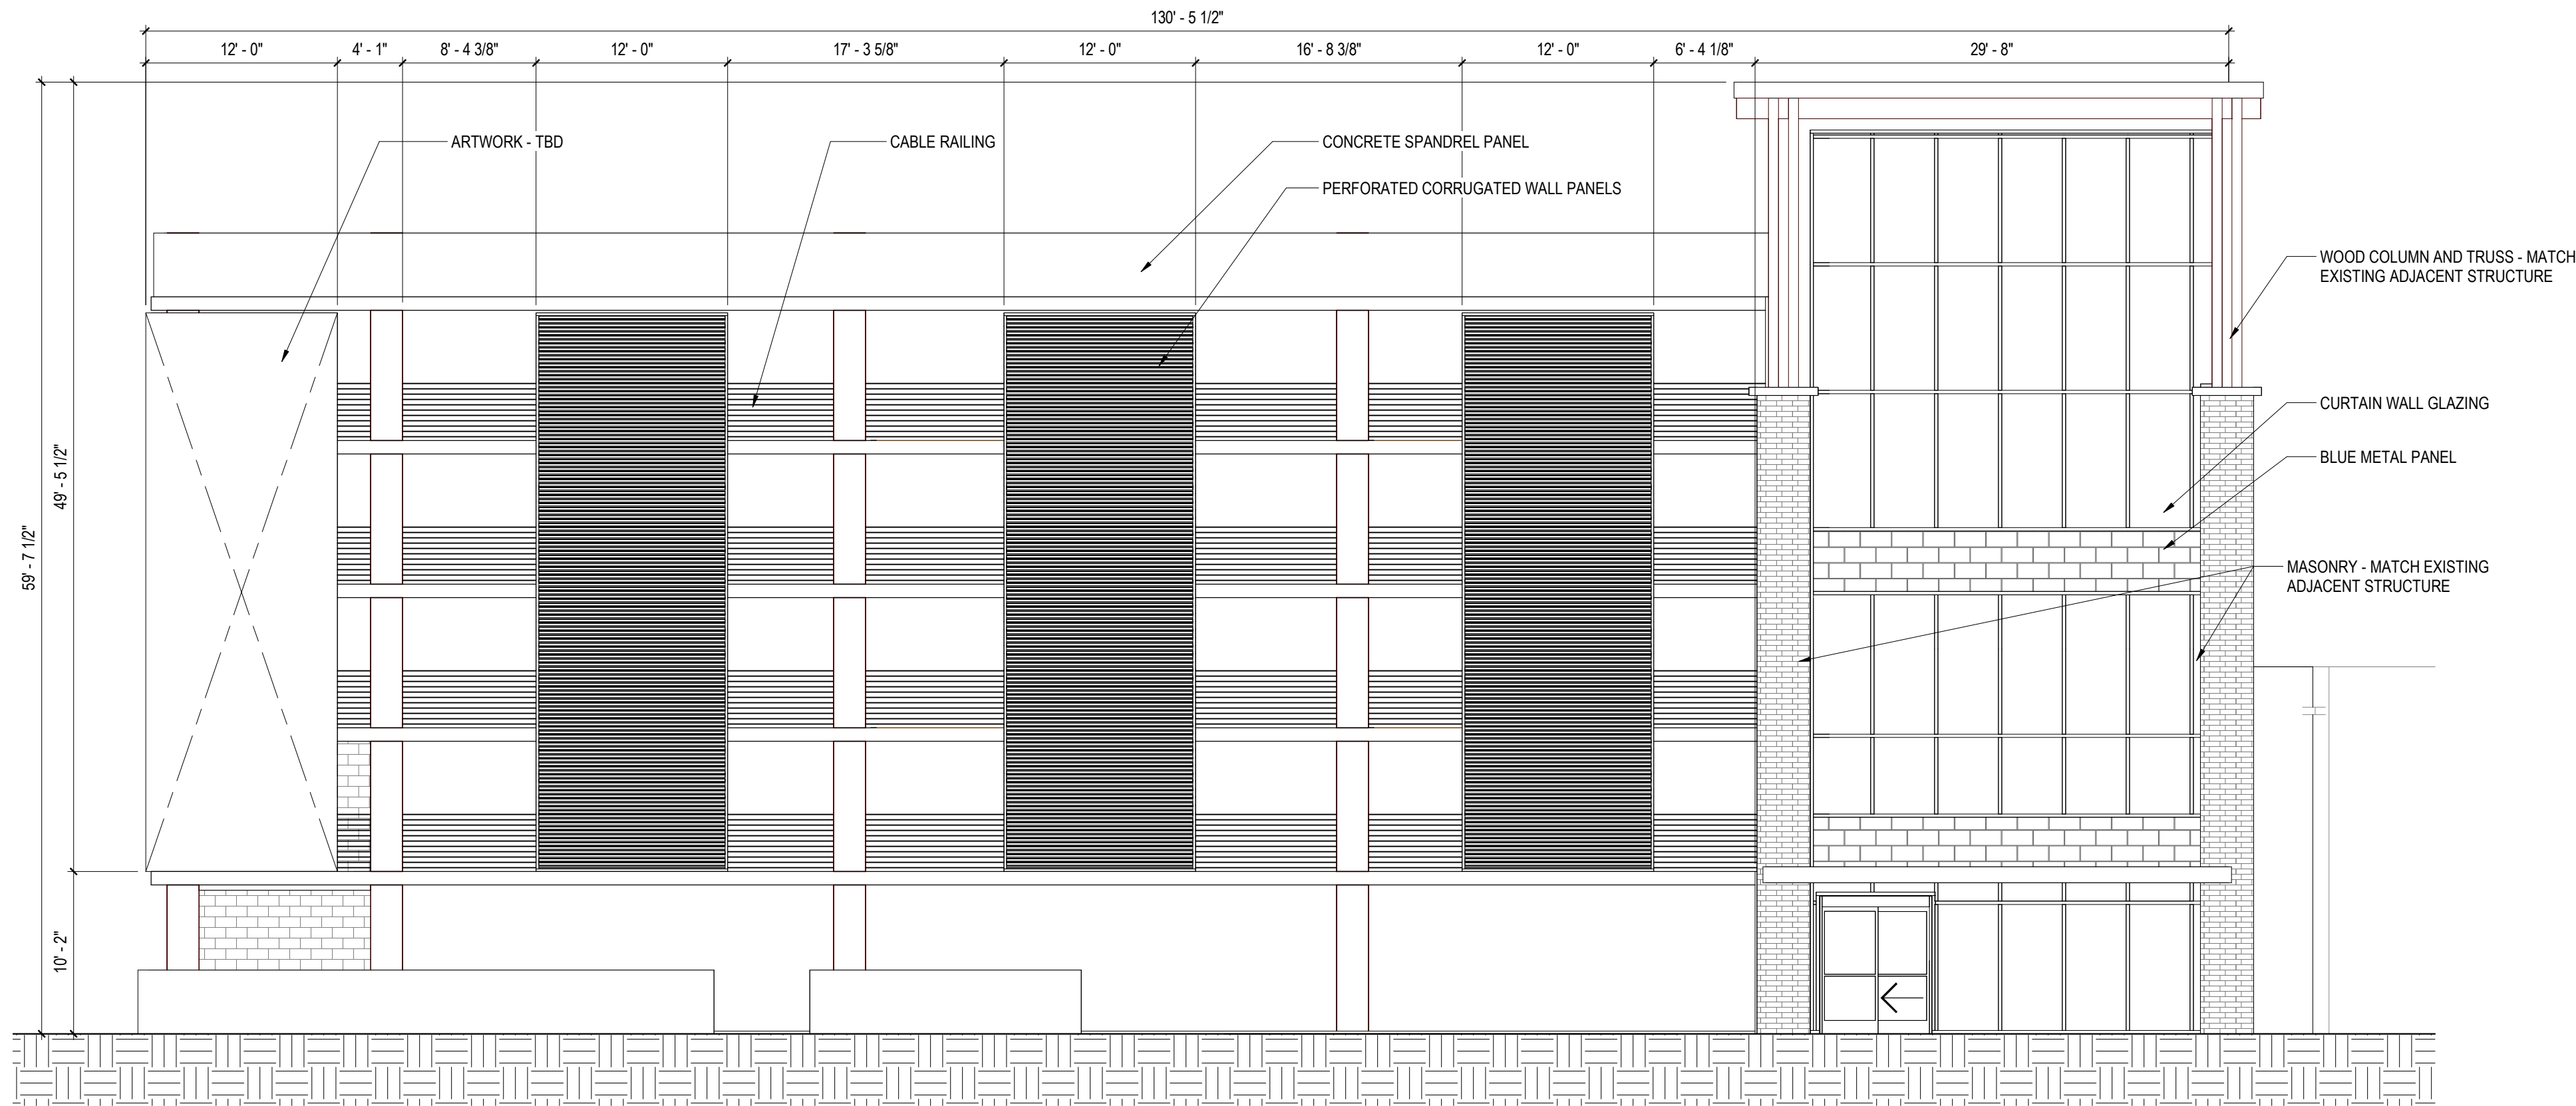 130' - 5 1/2"
12' - 0"
4' - 1"
8' - 4 3/8"
12' - 0"
17' - 3 5/8"
12' - 0"
16' - 8 3/8"
12' - 0"
6' - 4 1/8"
29' - 8"
ARTWORK - TBD
CABLE RAILING
CONCRETE SPANDREL PANEL
PERFORATED CORRUGATED WALL PANELS
WOOD COLUMN AND TRUSS - MATCH
EXISTING ADJACENT STRUCTURE
CURTAIN WALL GLAZING
BLUE METAL PANEL
MASONRY - MATCH EXISTING
ADJACENT STRUCTURE
59' - 7 1/2"
49' - 5 1/2"
10' - 2"